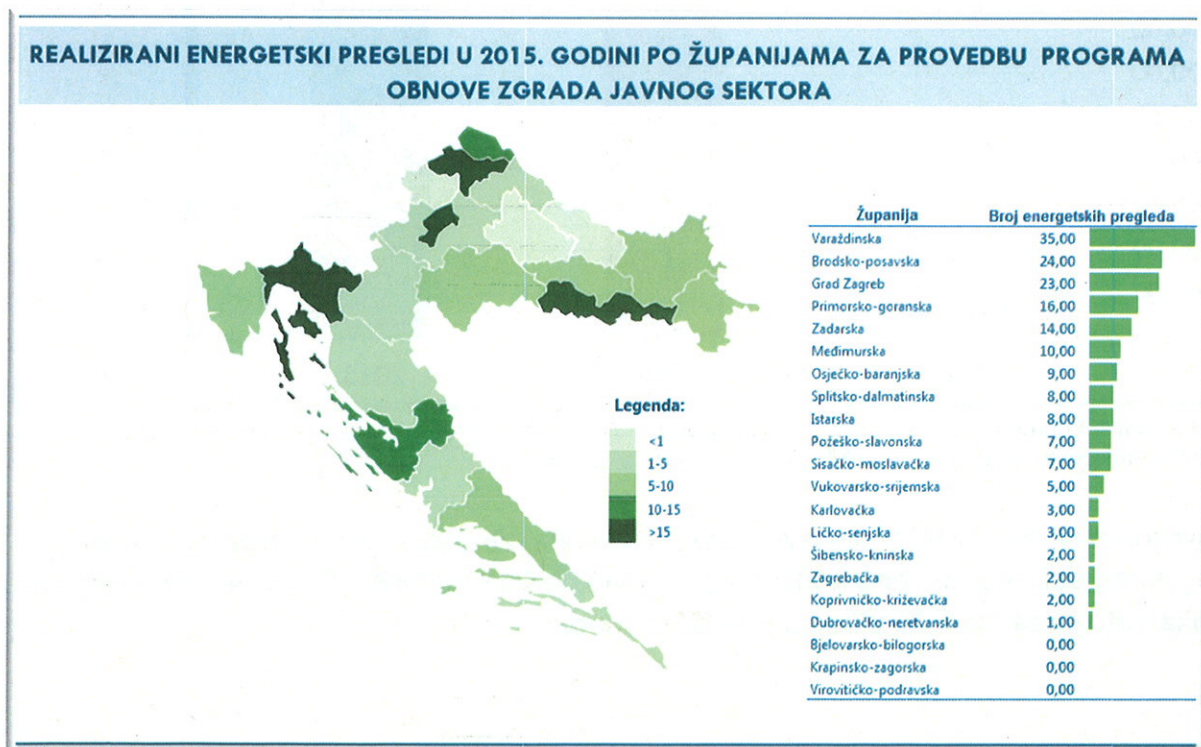 REALIZIRANI ENERGETSKI PREGLEDI U 2015. GODINI PO ŽUPANIJAMA ZA PROVEDBU PROGRAMA
OBNOVE ZGRADA JAVNOG SEKTORA
Legenda:
<1
1-5
5-10
10-15
>15
Županija Broj energetskih pregleda
Varaždinska 35,00
Brodsko-posavska 24,00
Grad Zagreb 23,00
Primorsko-goranska 16,00
Zadarska 14,00
Međimurska 10,00
Osječko-baranjska 9,00
Splitsko-dalmatinska 8,00
Istarska 8,00
Požeško-slavonska 7,00
Sisačko-moslavačka 7,00
Vukovarsko-srijemska 5,00
Karlovačka 3,00
Ličko-senjska 3,00
Šibensko-kninska 2,00
Zagrebačka 2,00
Koprivničko-križevačka 2,00
Dubrovačko-neretvanska 1,00
Bjelovarsko-bilogorska 0,00
Krapinsko-zagorska 0,00
Virovitičko-podravska 0,00